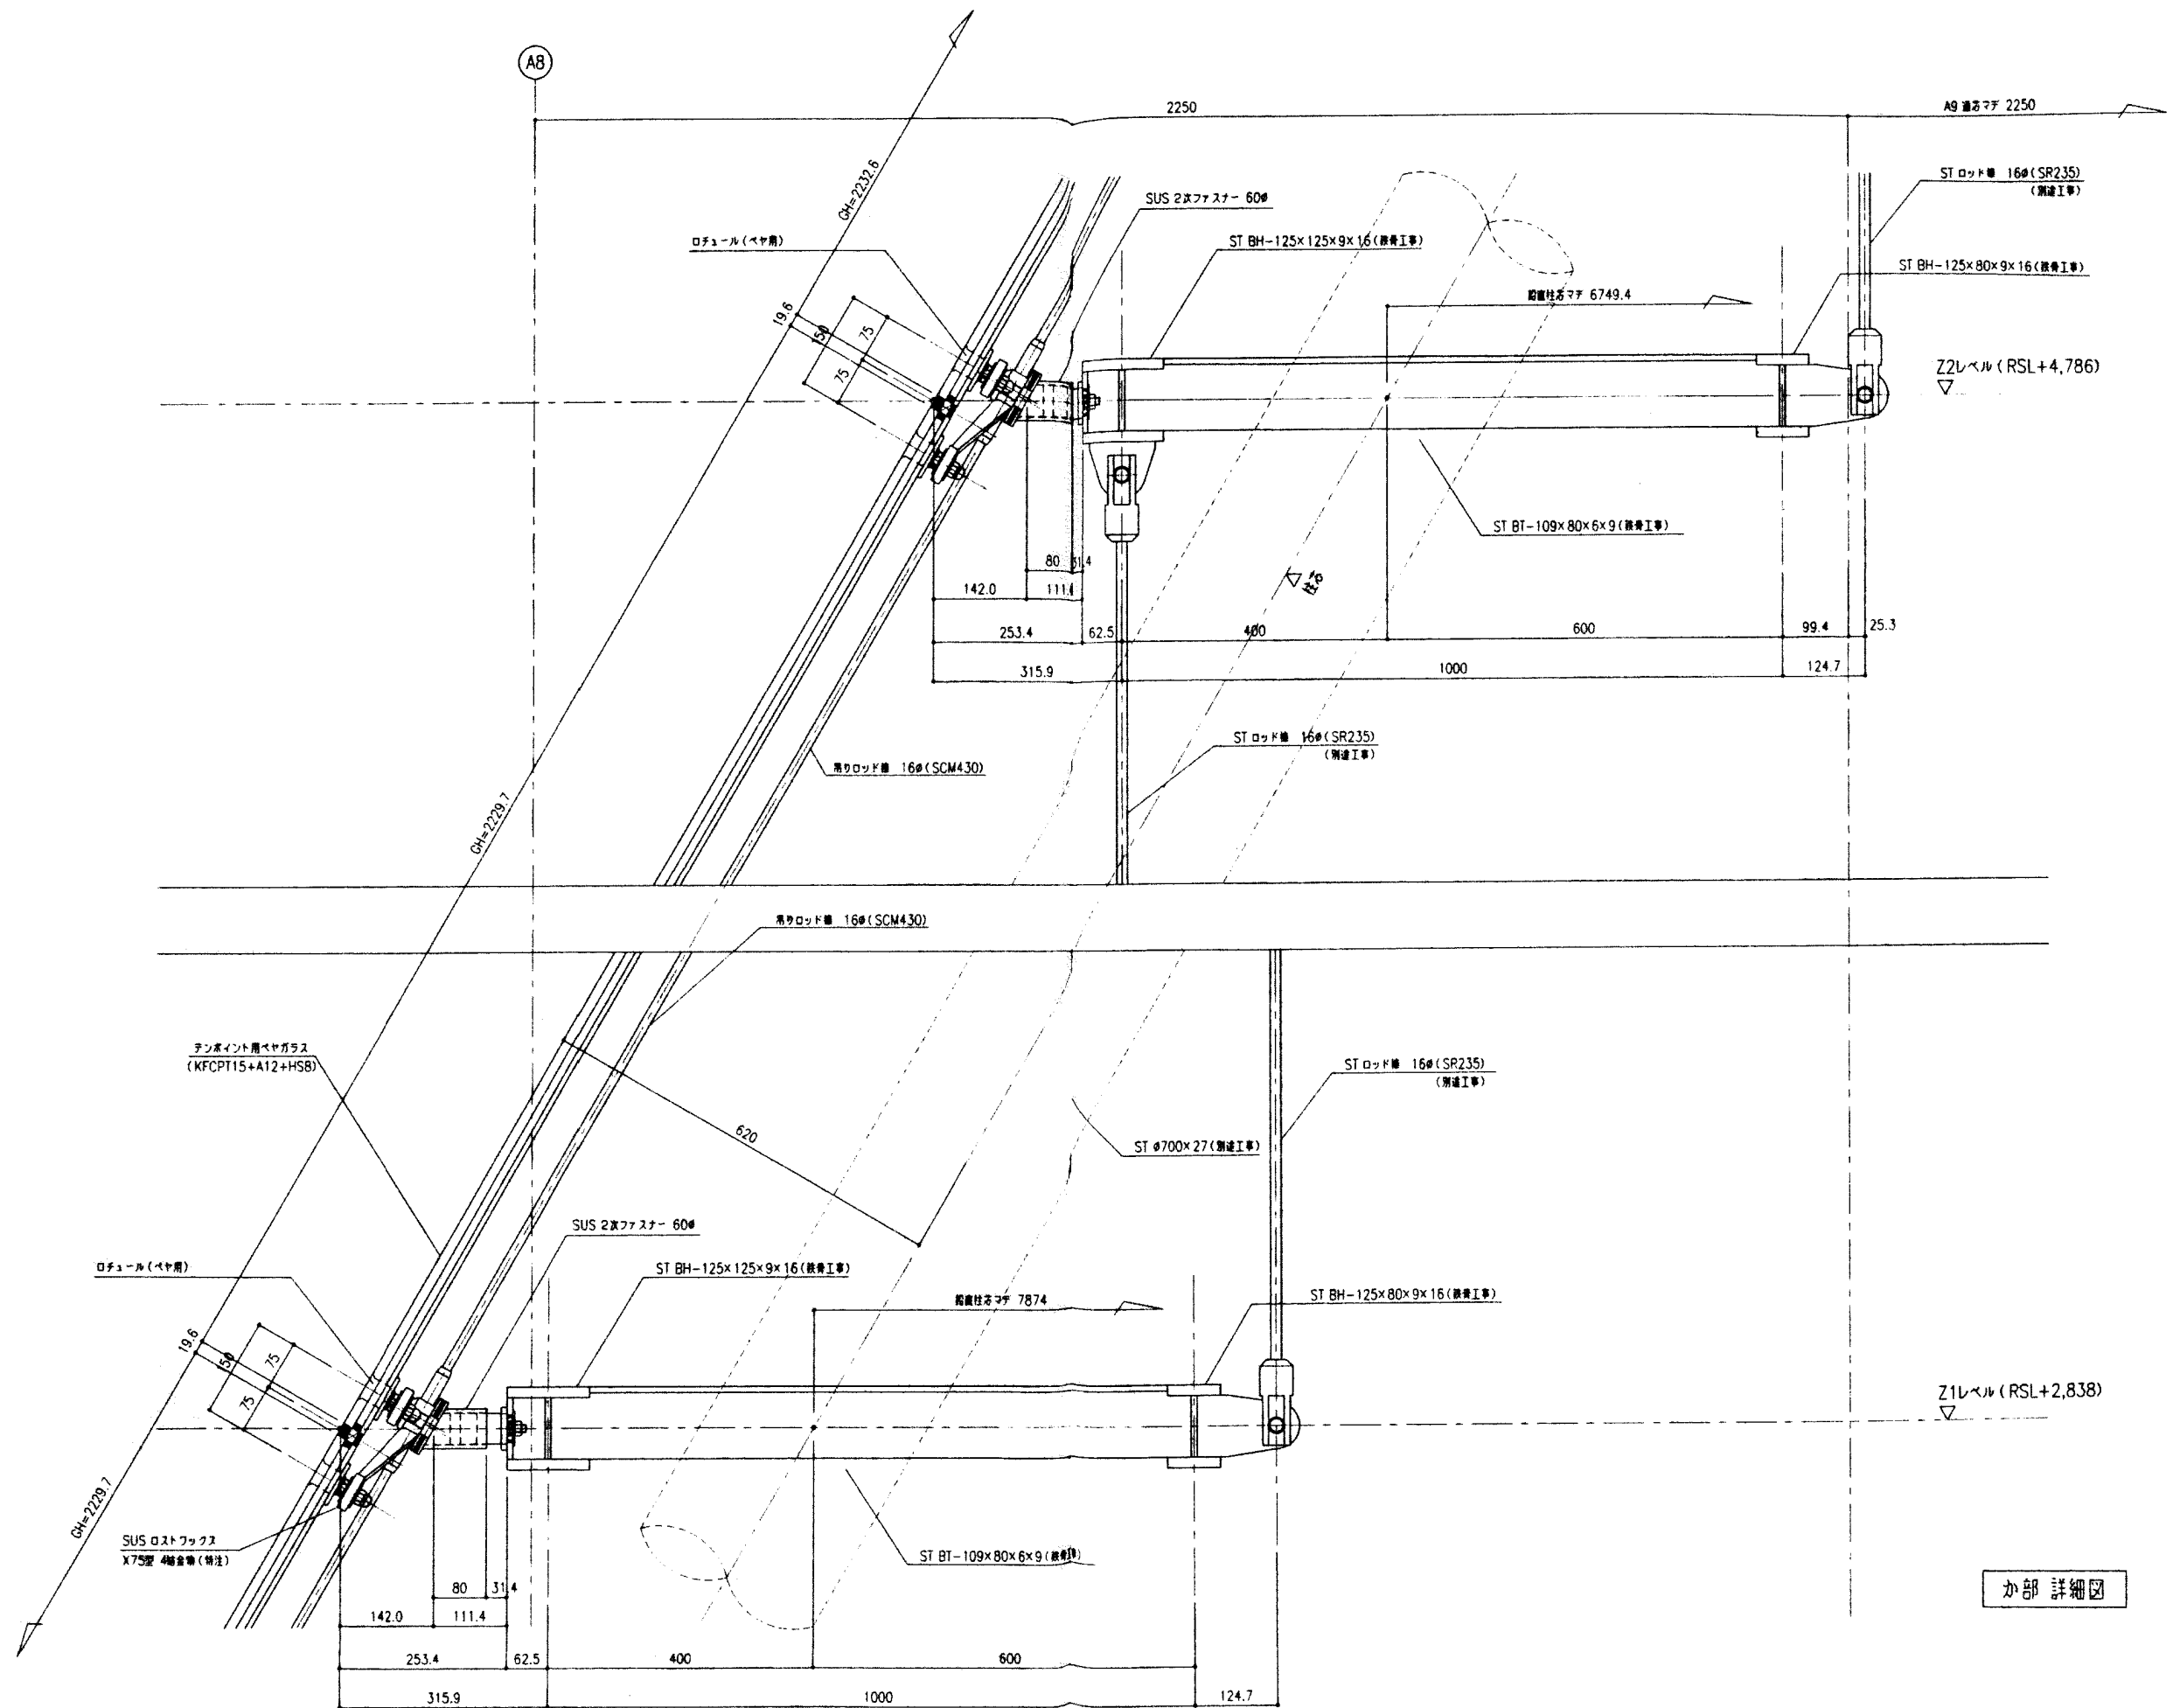 A8
2250
A9 通芯マデ 2250
GH=2232.6
ST ロッド棒 16φ(SR235)
(別途工事)
SUS 2次ファスナー 60φ
ロチュール(ペヤ用)
ST BH-125×125×9×16(鉄骨工事)
ST BH-125×80×9×16(鉄骨工事)
鉛直柱芯マデ 6749.4
19.6
150
75
75
Z2レベル(RSL+4,786)
ST BT-109×80×6×9(鉄骨工事)
柱芯
80
31.4
142.0
111.4
253.4
62.5
400
600
99.4
25.3
315.9
1000
124.7
ST ロッド棒 16φ(SR235)
(別途工事)
吊りロッド棒 16φ(SCM430)
GH=2229.7
吊りロッド棒 16φ(SCM430)
テンポイント用ペヤガラス
(KFCPT15+A12+HS8)
ST ロッド棒 16φ(SR235)
(別途工事)
620
ST φ700×27(別途工事)
SUS 2次ファスナー 60φ
ロチュール(ペヤ用)
ST BH-125×125×9×16(鉄骨工事)
鉛直柱芯マデ 7874
ST BH-125×80×9×16(鉄骨工事)
19.6
150
75
75
Z1レベル(RSL+2,838)
GH=2229.7
SUS ロストワックス
X75型 4軸金物(特注)
ST BT-109×80×6×9(鉄骨工事)
80
31.4
142.0
111.4
253.4
62.5
400
600
315.9
1000
124.7
か部 詳細図